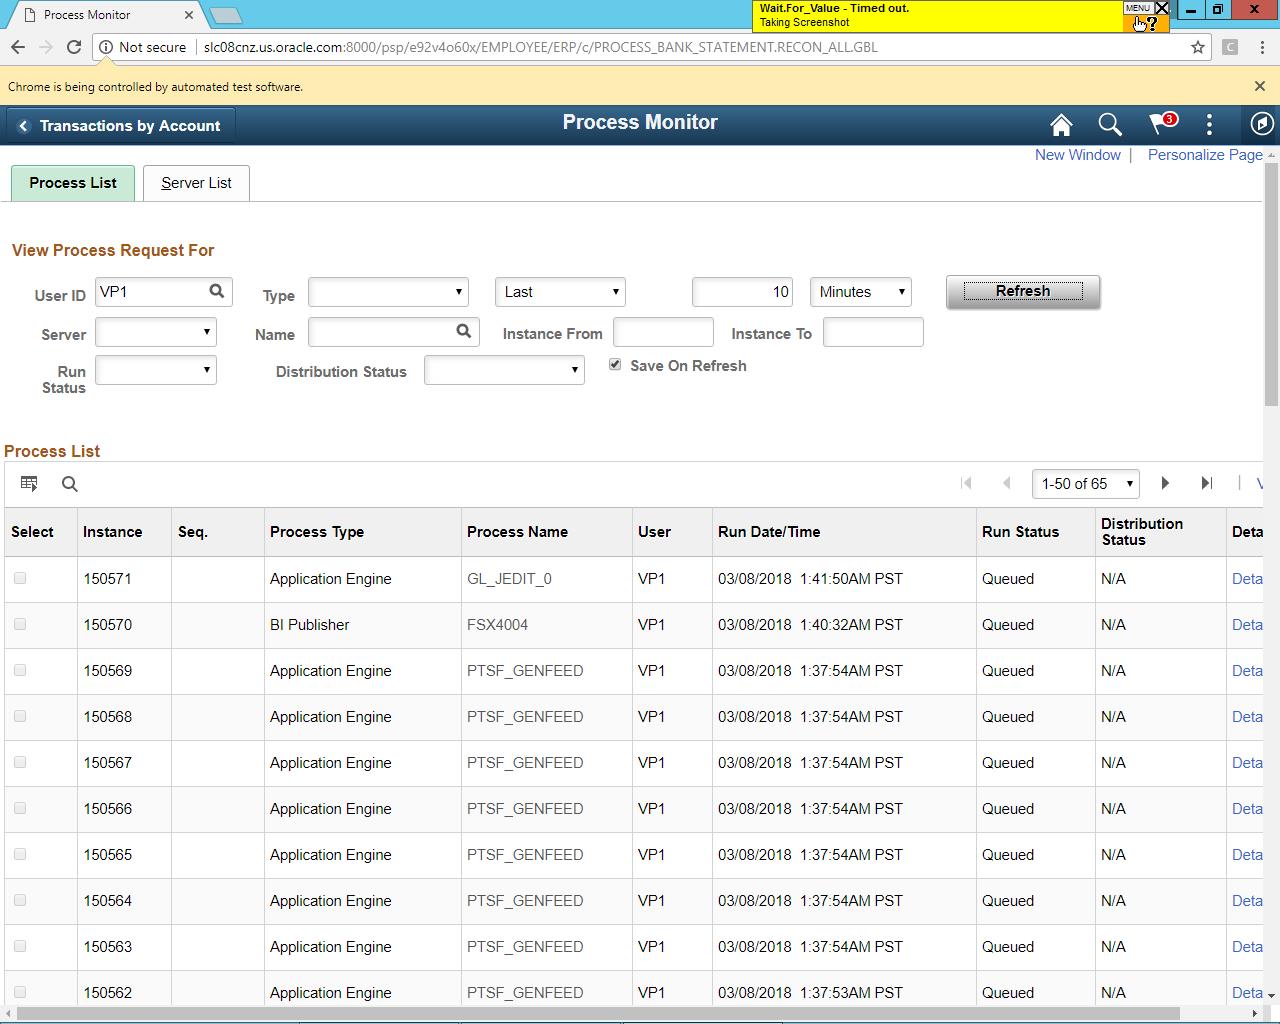 Process Monitor
Wait.For_Value - Timed out.
Taking Screenshot
MENU
Not secure
slc08cnz.us.oracle.com:8000/psp/e92v4o60x/EMPLOYEE/ERP/c/PROCESS_BANK_STATEMENT.RECON_ALL.GBL
Chrome is being controlled by automated test software.
Transactions by Account
Process Monitor
3
New Window | Personalize Page
Process List
Server List
View Process Request For
User ID VP1 Type Last 10 Minutes Refresh
Server Name Instance From Instance To
Run Status Distribution Status Save On Refresh
Process List
1-50 of 65
Select Instance Seq. Process Type Process Name User Run Date/Time Run Status Distribution Status Deta
150571 Application Engine GL_JEDIT_0 VP1 03/08/2018 1:41:50AM PST Queued N/A Deta
150570 BI Publisher FSX4004 VP1 03/08/2018 1:40:32AM PST Queued N/A Deta
150569 Application Engine PTSF_GENFEED VP1 03/08/2018 1:37:54AM PST Queued N/A Deta
150568 Application Engine PTSF_GENFEED VP1 03/08/2018 1:37:54AM PST Queued N/A Deta
150567 Application Engine PTSF_GENFEED VP1 03/08/2018 1:37:54AM PST Queued N/A Deta
150566 Application Engine PTSF_GENFEED VP1 03/08/2018 1:37:54AM PST Queued N/A Deta
150565 Application Engine PTSF_GENFEED VP1 03/08/2018 1:37:54AM PST Queued N/A Deta
150564 Application Engine PTSF_GENFEED VP1 03/08/2018 1:37:54AM PST Queued N/A Deta
150563 Application Engine PTSF_GENFEED VP1 03/08/2018 1:37:54AM PST Queued N/A Deta
150562 Application Engine PTSF_GENFEED VP1 03/08/2018 1:37:53AM PST Queued N/A Deta